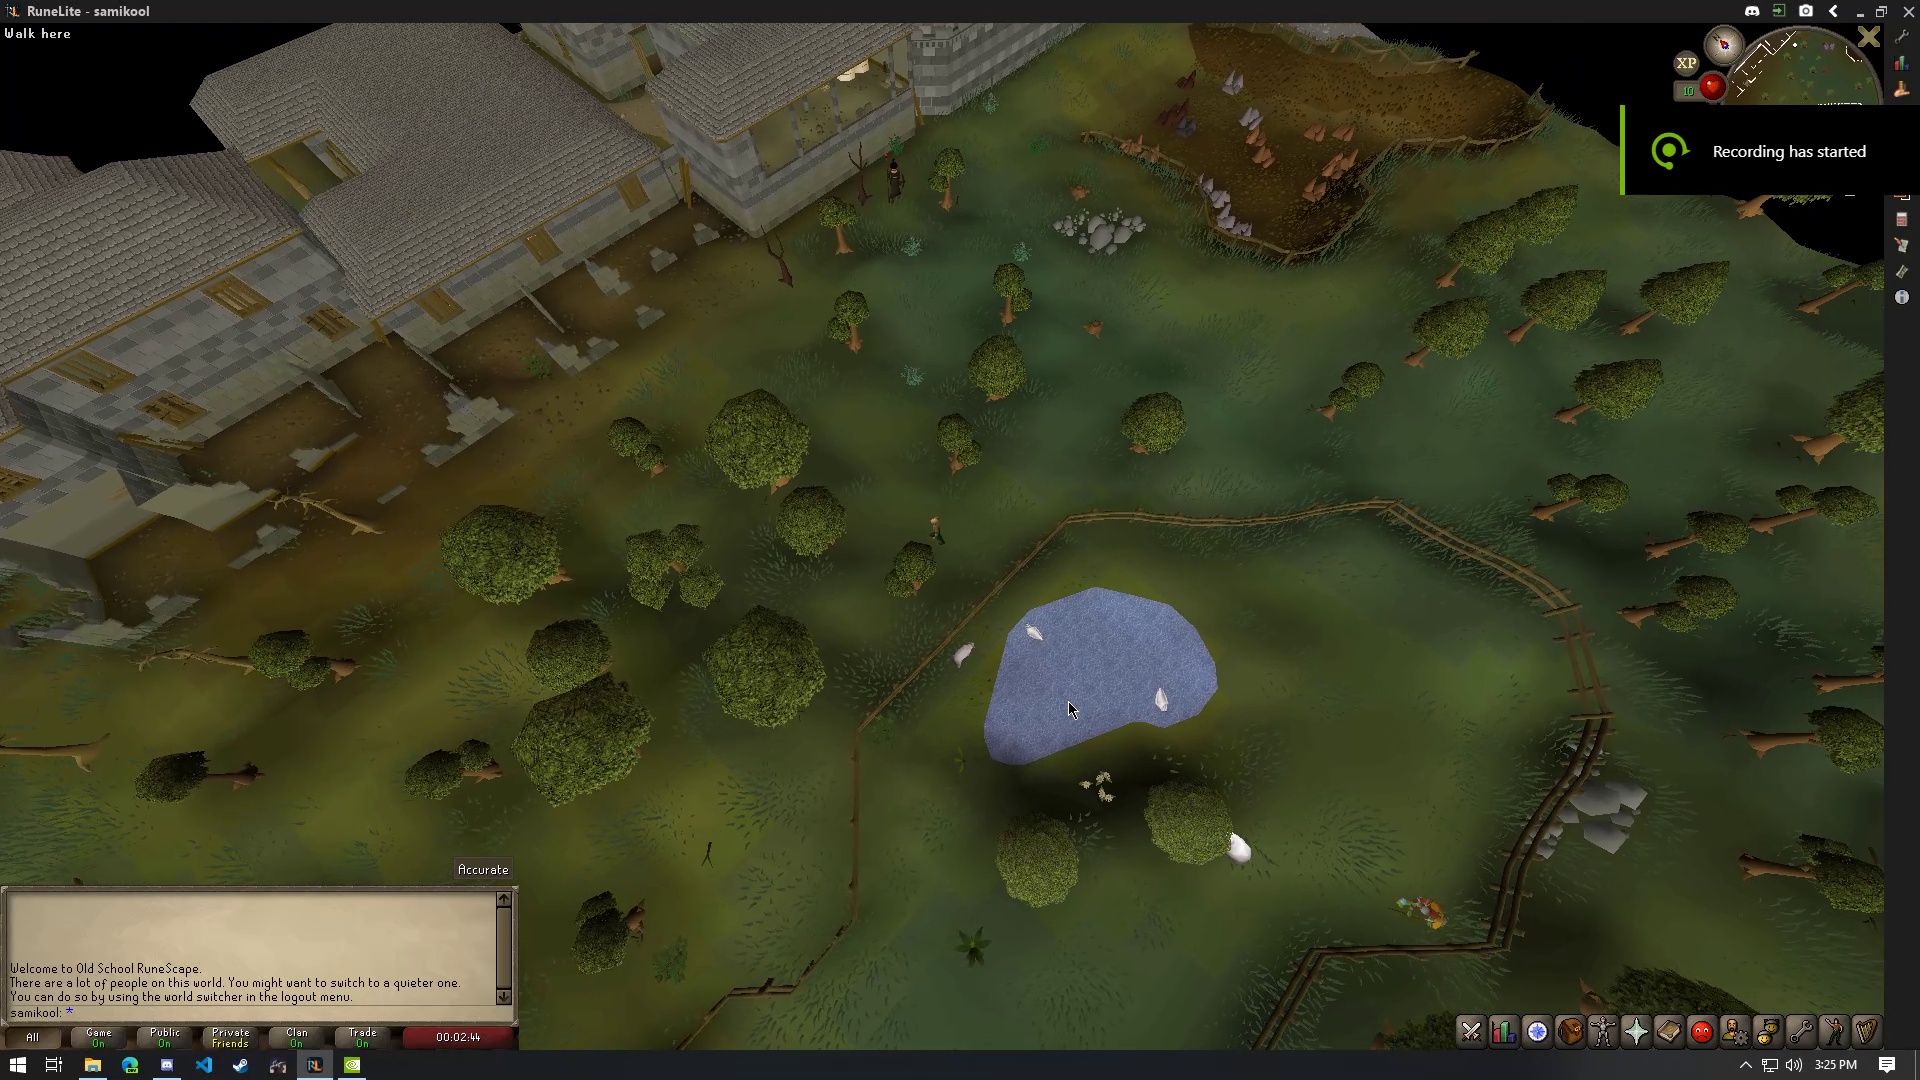 RuneLite - samikool
Walk here
XP
10
Recording has started
Accurate
Welcome to Old School RuneScape.
There are a lot of people on this world. You might want to switch to a quieter one.
You can do so by using the world switcher in the logout menu.
samikool: *
All
Game
On
Public
On
Private
Friends
Clan
On
Trade
On
00:02:44
3:25 PM